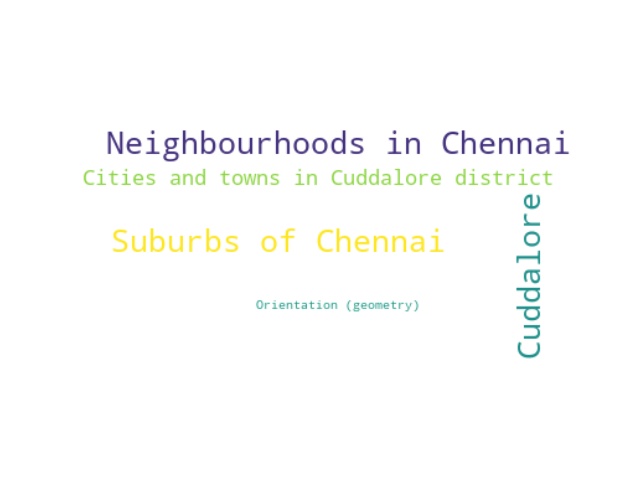 Neighbourhoods in Chennai
Cities and towns in Cuddalore district
Suburbs of Chennai
Cuddalore
Orientation (geometry)